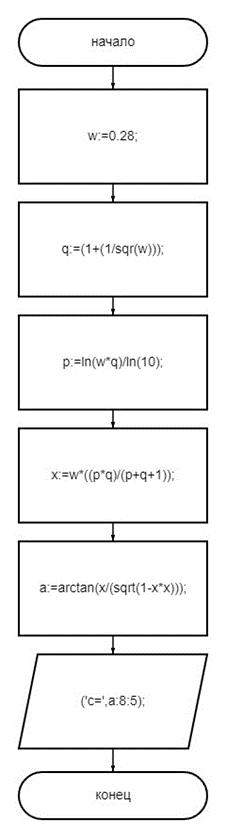 начало
w:=0.28;
q:=(1+(1/sqr(w)));
p:=ln(w*q)/ln(10);
x:=w*((p*q)/(p+q+1));
a:=arctan(x/(sqrt(1-x*x)));
('c=',a:8:5);
конец